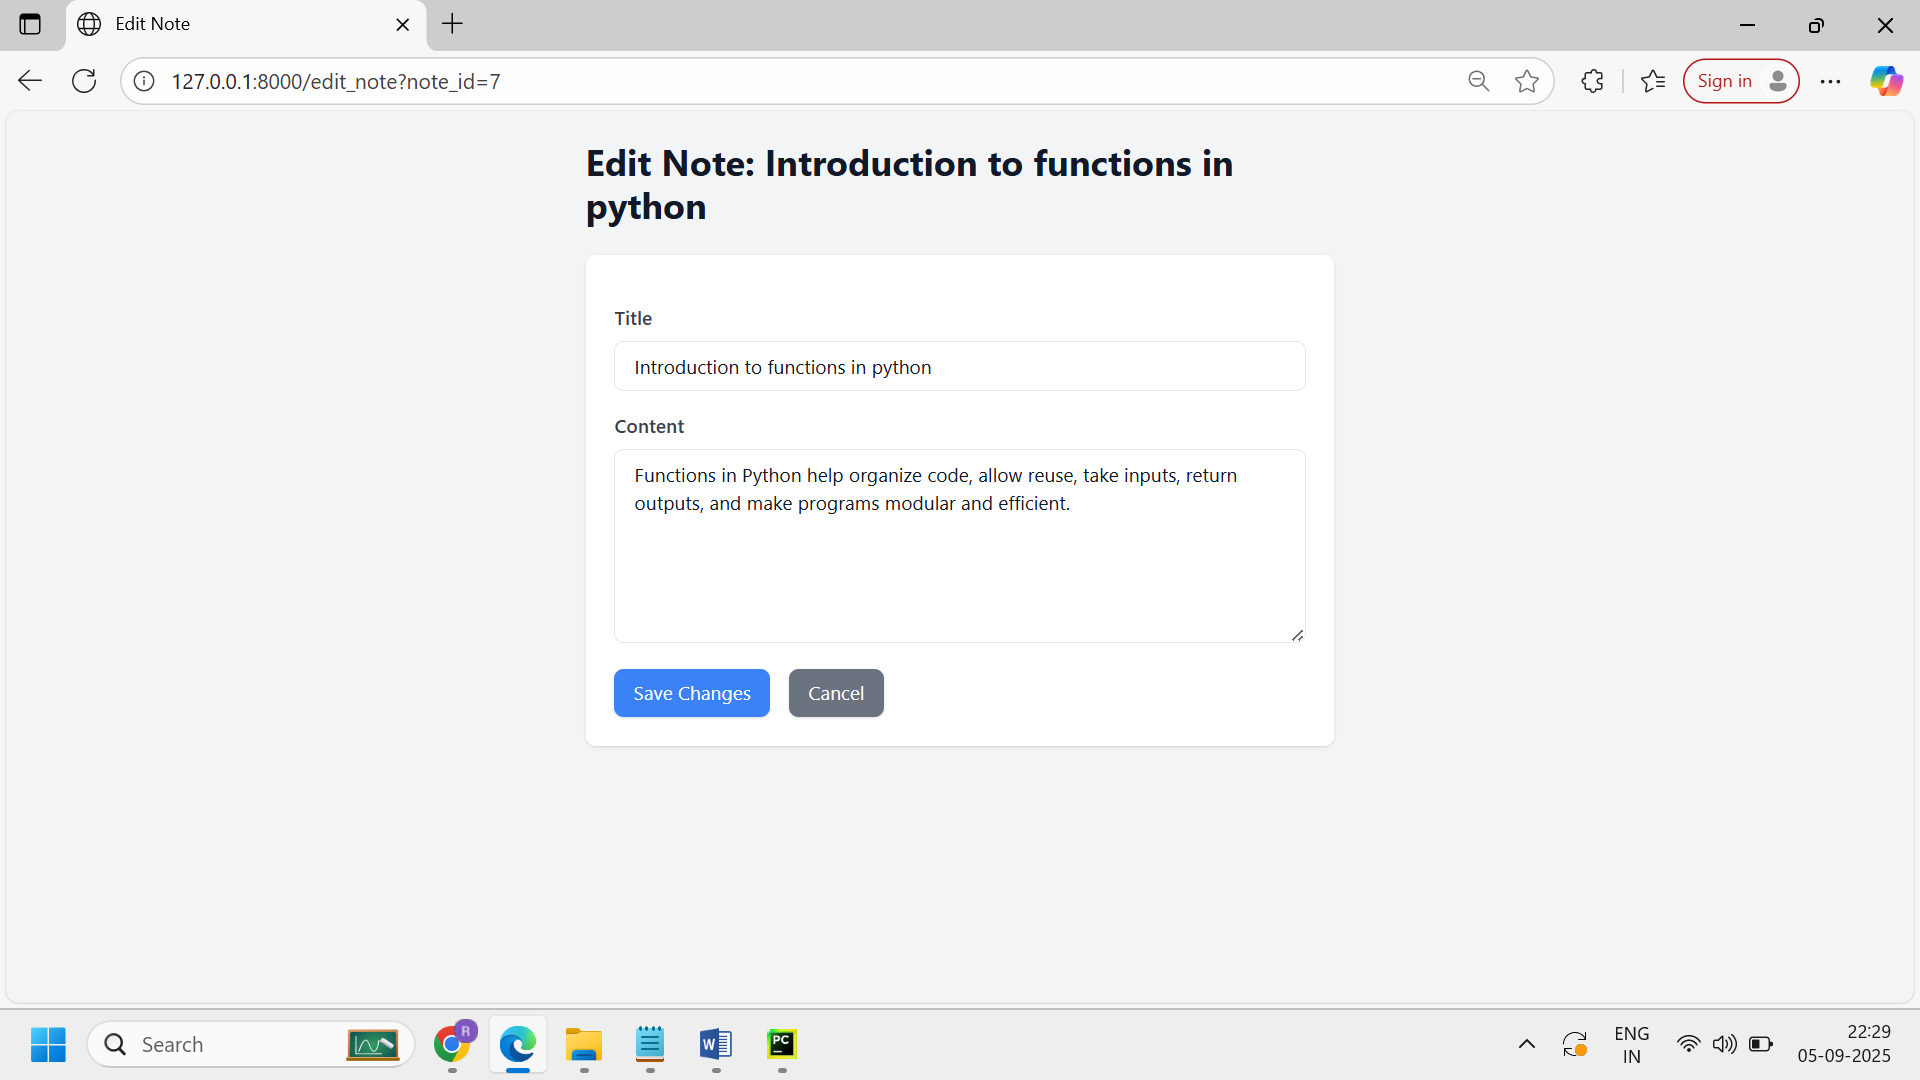 Edit Note
127.0.0.1:8000/edit_note?note_id=7
Sign in
Edit Note: Introduction to functions in
python
Title
Introduction to functions in python
Content
Functions in Python help organize code, allow reuse, take inputs, return
outputs, and make programs modular and efficient.
Save Changes
Cancel
Search
R
W
PC
ENG
IN
22:29
05-09-2025